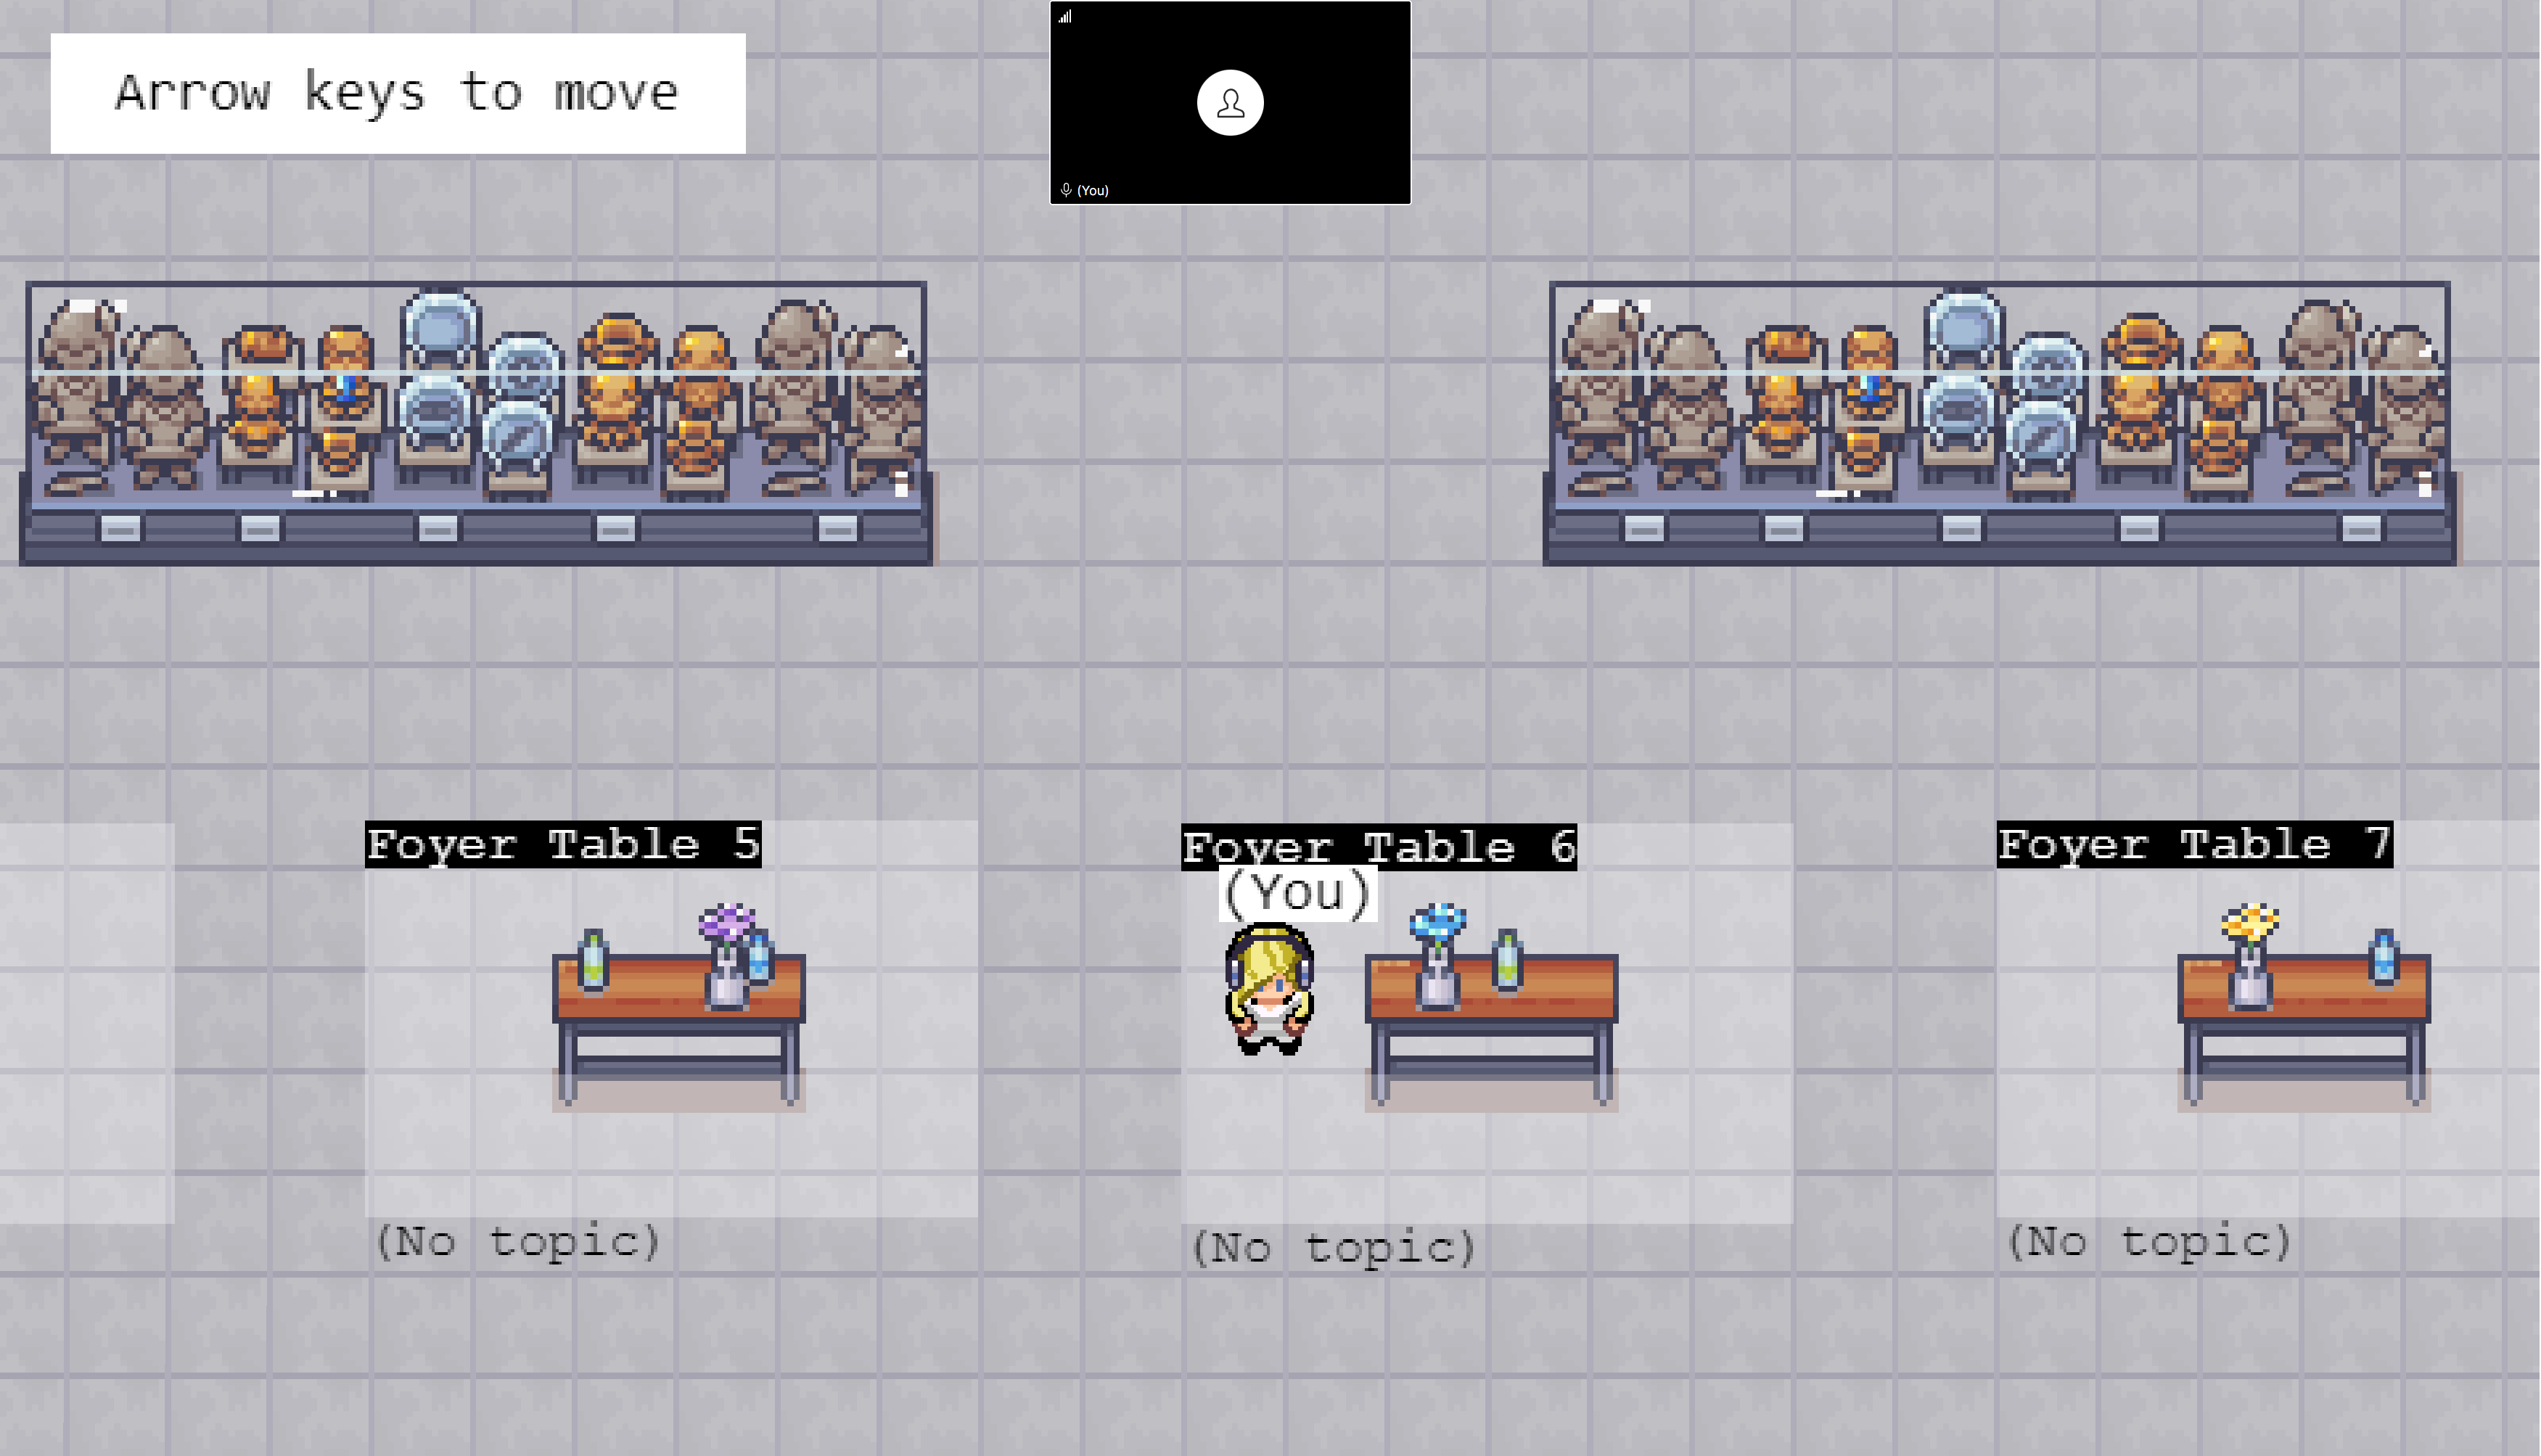 Arrow keys to move
(You)
Foyer Table 5
Foyer Table 6
Foyer Table 7
(You)
(No topic)
(No topic)
(No topic)